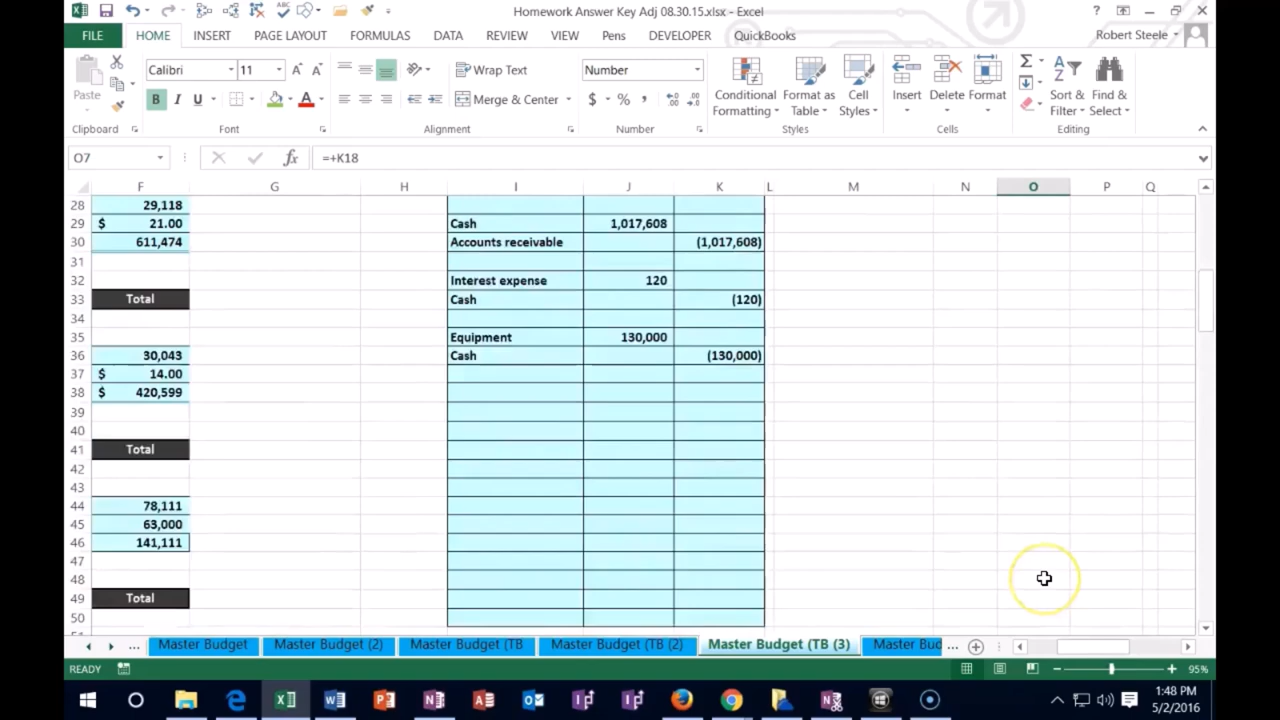 Homework Answer Key Adj 08.30.15.xlsx - Excel
FILE HOME INSERT PAGE LAYOUT FORMULAS DATA REVIEW VIEW Pens DEVELOPER QuickBooks Robert Steele
Paste
Calibri 11
Wrap Text
Number
B I U
Merge & Center
$ % ,
Conditional Formatting
Format as Table
Cell Styles
Insert Delete Format
Sort & Filter
Find & Select
Clipboard Font Alignment Number Styles Cells Editing
O7 fx =+K18
F G H I J K L M N O P Q
28 29,118
29 $ 21.00 Cash 1,017,608
30 611,474 Accounts receivable (1,017,608)
31
32 Interest expense 120
33 Total Cash (120)
34
35 Equipment 130,000
36 30,043 Cash (130,000)
37 $ 14.00
38 $ 420,599
39
40
41 Total
42
43
44 78,111
45 63,000
46 141,111
47
48
49 Total
50
... Master Budget Master Budget (2) Master Budget (TB Master Budget (TB (2) Master Budget (TB (3) Master Bud ...
READY 95%
1:48 PM
5/2/2016